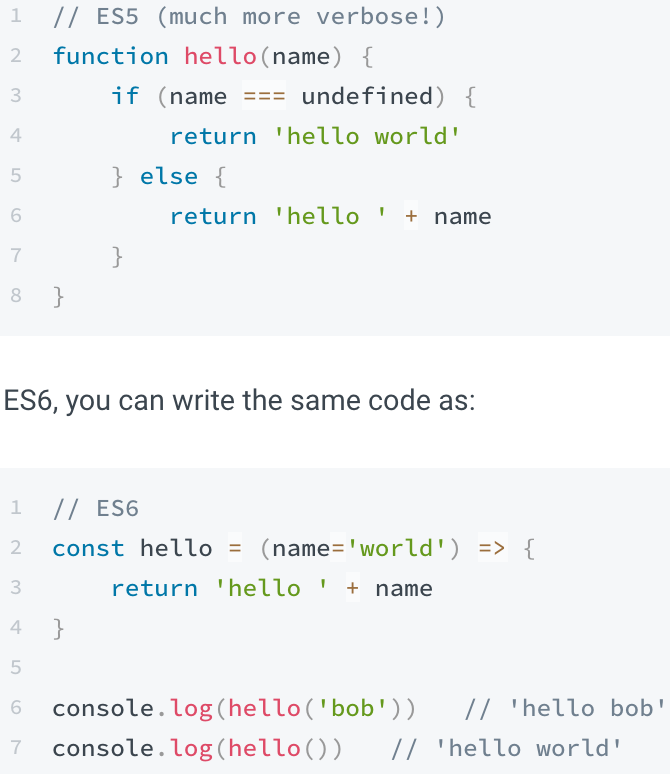 1 // ES5 (much more verbose!)
2 function hello(name) {
3     if (name === undefined) {
4         return 'hello world'
5     } else {
6         return 'hello ' + name
7     }
8 }
ES6, you can write the same code as:
1 // ES6
2 const hello = (name='world') => {
3     return 'hello ' + name
4 }
5
6 console.log(hello('bob'))   // 'hello bob'
7 console.log(hello())   // 'hello world'